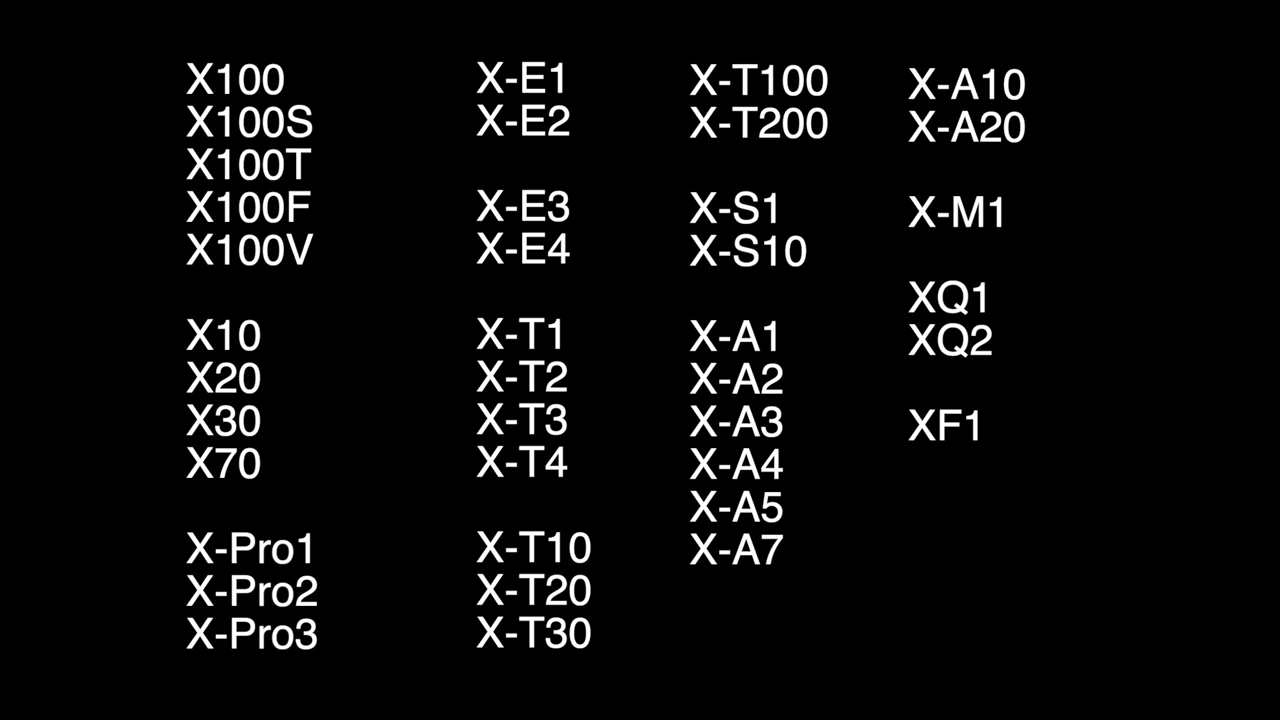 X100
X100S
X100T
X100F
X100V
X10
X20
X30
X70
X-Pro1
X-Pro2
X-Pro3
X-E1
X-E2
X-E3
X-E4
X-T1
X-T2
X-T3
X-T4
X-T10
X-T20
X-T30
X-T100
X-T200
X-S1
X-S10
X-A1
X-A2
X-A3
X-A4
X-A5
X-A7
X-A10
X-A20
X-M1
XQ1
XQ2
XF1